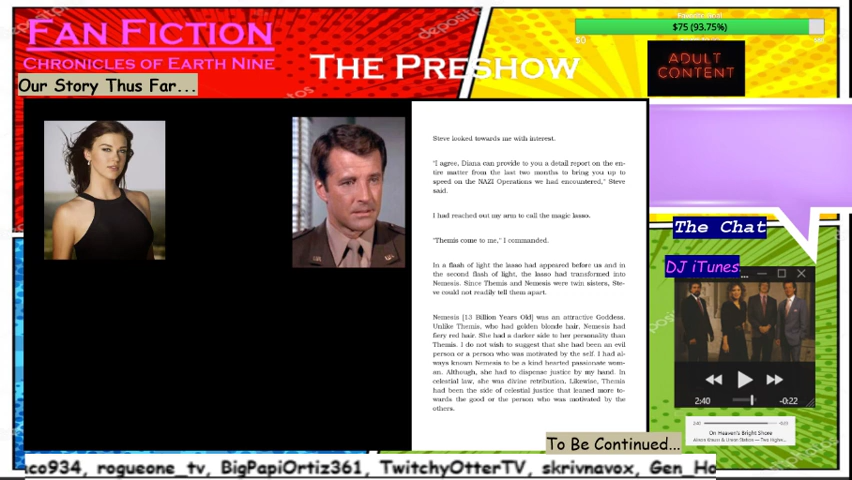 FAN FICTION
CHRONICLES OF EARTH NINE
THE PRESHOW
$75 (93.75%)
$0
ADULT
CONTENT
Our Story Thus Far...
Steve looked towards me with interest.
"I agree, Diana can provide to you a detail report on the en-
tire matter from the last two months to bring you up to
speed on the NAZI Operations we had encountered," Steve
said.
I had reached out my arm to call the magic lasso.
"Themis come to me," I commanded.
In a flash of light the lasso had appeared before us and in
the second flash of light, the lasso had transformed into
Nemesis. Since Themis and Nemesis were twin sisters, Ste-
ve could not readily tell them apart.
Nemesis [13 Billion Years Old] was an attractive Goddess.
Unlike Themis, who had golden blonde hair, Nemesis had
fiery red hair. She had a darker side to her personality than
Themis. I do not wish to suggest that she had been an evil
person or a person who was motivated by the self. I had al-
ways known Nemesis to be a kind hearted passionate wom-
an. Although, she had to dispense justice by my hand. In
celestial law, she was divine retribution. Likewise, Themis
had been the side of celestial justice that leaned more to-
wards the good or the person who was motivated by the
others.
The Chat
DJ iTunes
2:40
-0:22
On Heaven's Bright Shore
Alison Krauss & Union Station —
To Be Continued...
co934, rogueone_tv, BigPapiOrtiz361, TwitchyOtterTV, skrivnavox, Gen_Ho